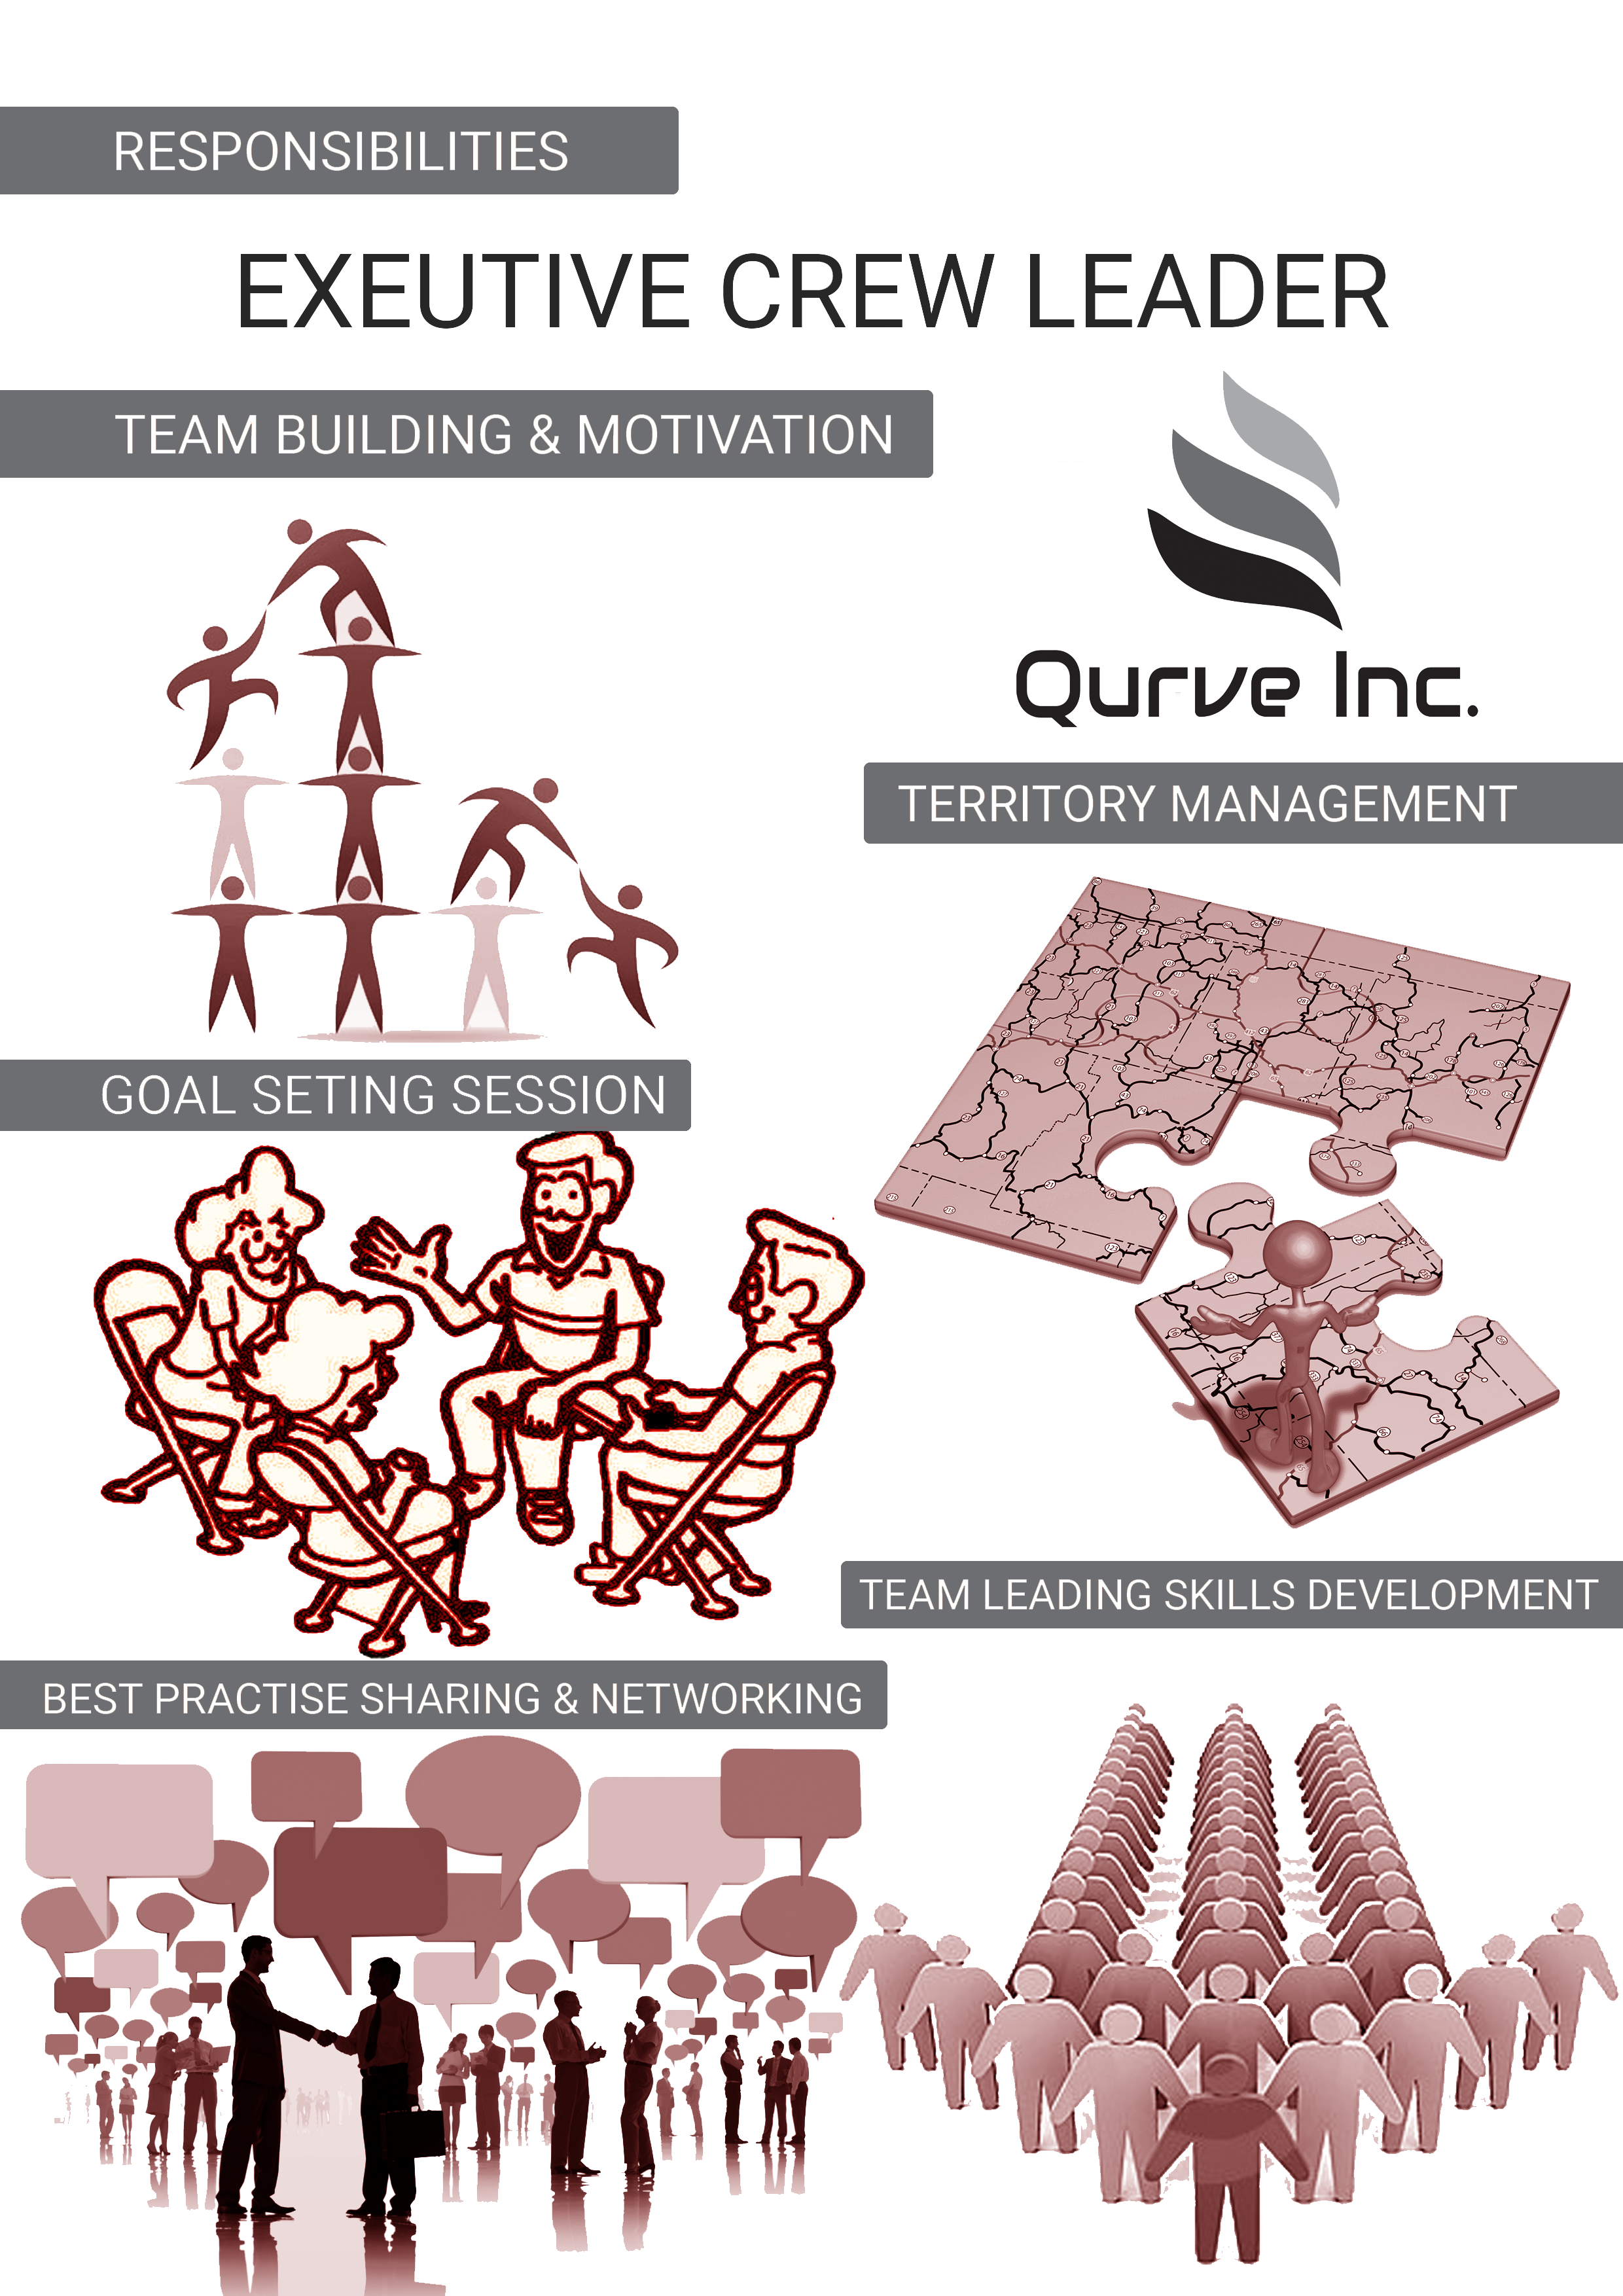 RESPONSIBILITIES
EXEUTIVE CREW LEADER
TEAM BUILDING & MOTIVATION
Qurve Inc.
TERRITORY MANAGEMENT
GOAL SETING SESSION
TEAM LEADING SKILLS DEVELOPMENT
BEST PRACTISE SHARING & NETWORKING